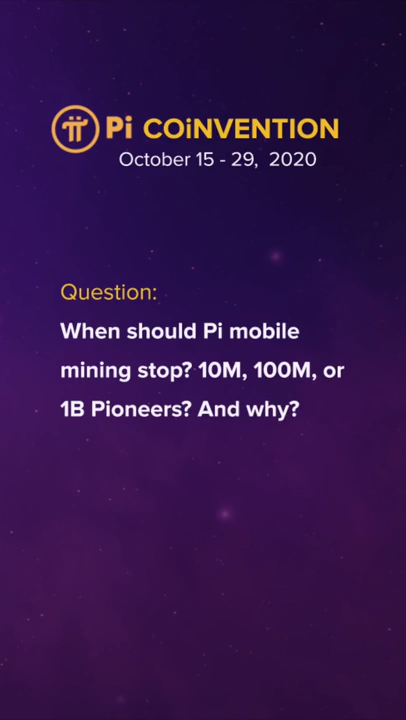 Pi COiNVENTION
October 15 - 29, 2020
Question:
When should Pi mobile
mining stop? 10M, 100M, or
1B Pioneers? And why?